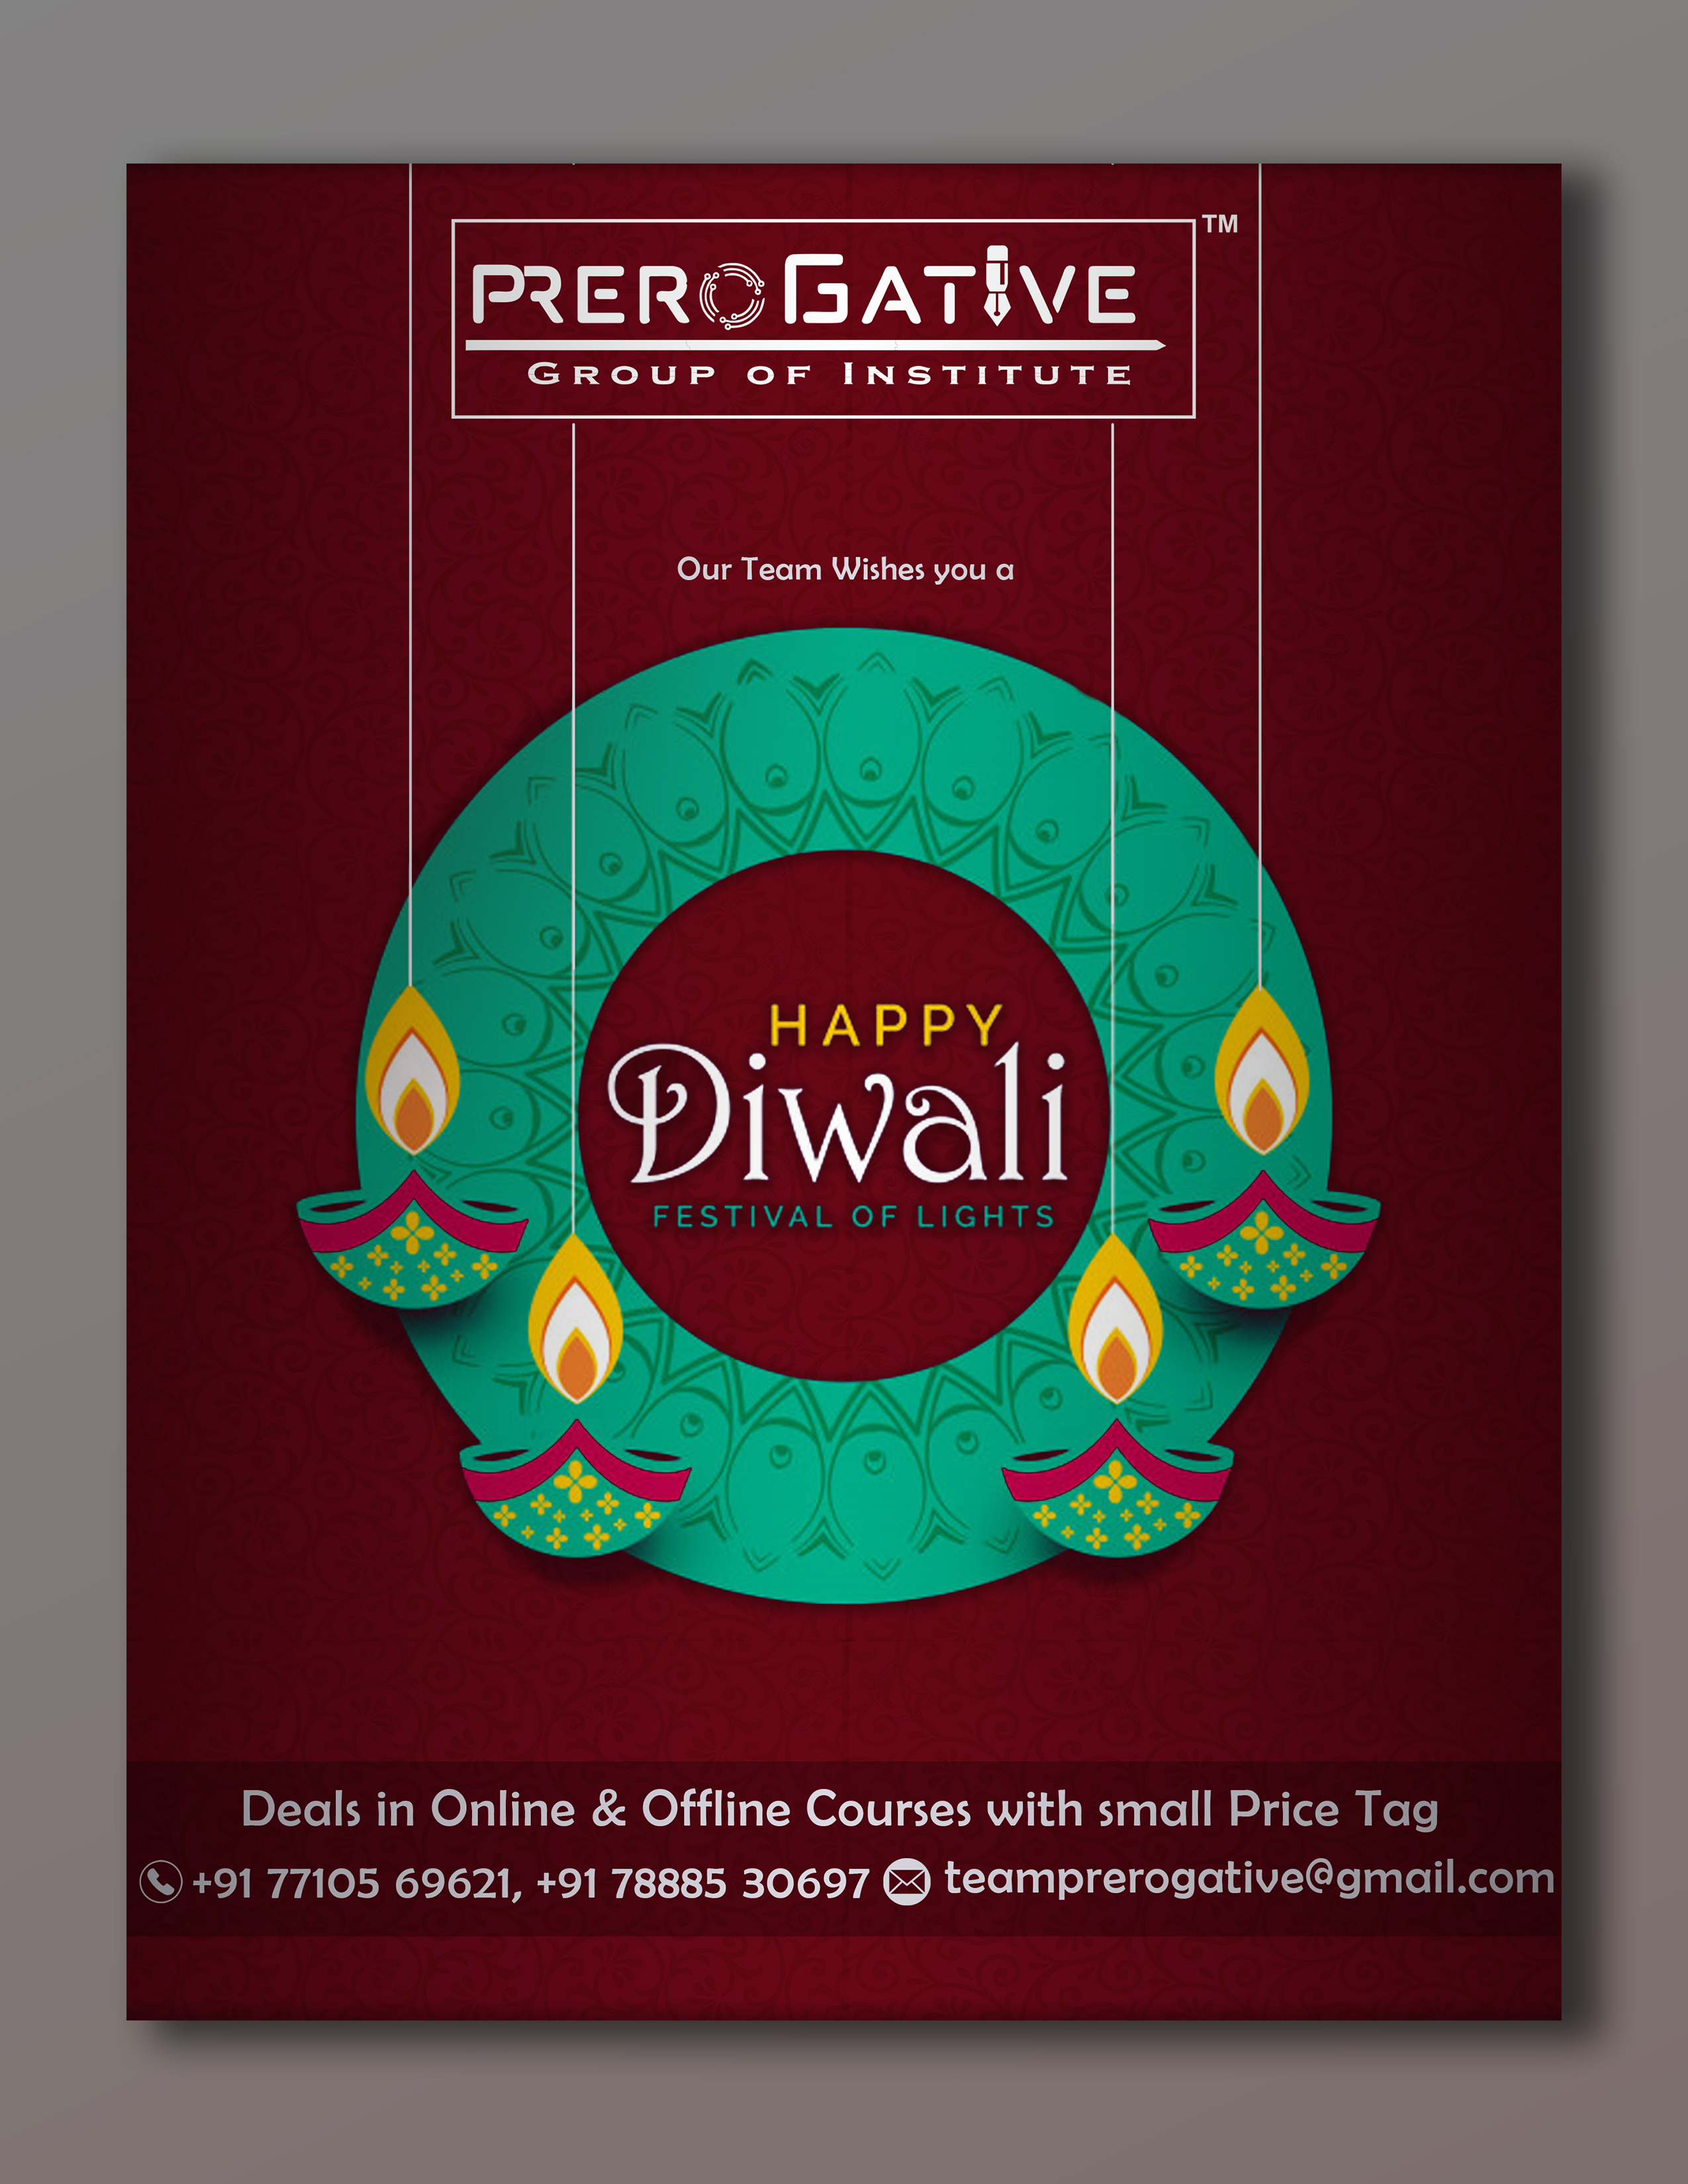 PREROGATIVE
TM
GROUP OF INSTITUTE
Our Team Wishes you a
HAPPY
Diwali
FESTIVAL OF LIGHTS
Deals in Online & Offline Courses with small Price Tag
+91 77105 69621, +91 78885 30697 teamprerogative@gmail.com